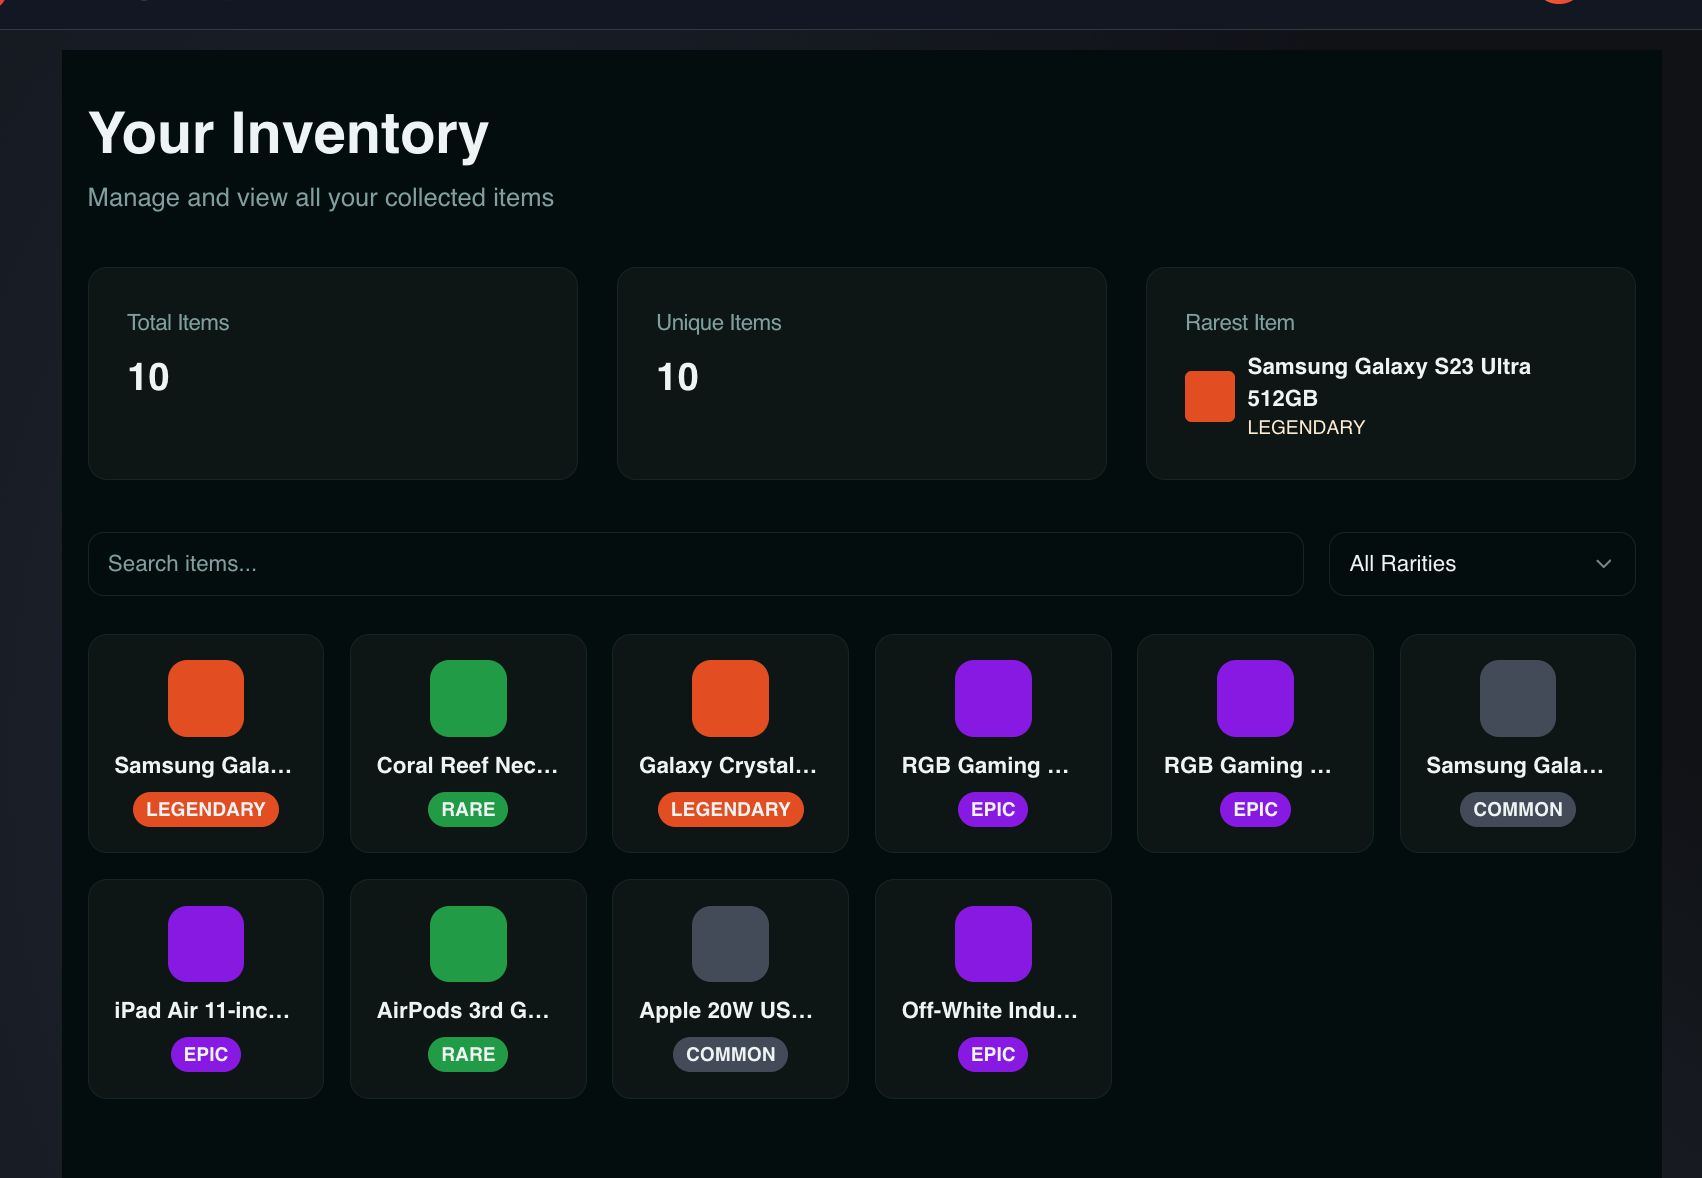 Your Inventory
Manage and view all your collected items
Total Items
10
Unique Items
10
Rarest Item
Samsung Galaxy S23 Ultra
512GB
LEGENDARY
Search items...
All Rarities
Samsung Gala...
LEGENDARY
Coral Reef Nec...
RARE
Galaxy Crystal...
LEGENDARY
RGB Gaming ...
EPIC
RGB Gaming ...
EPIC
Samsung Gala...
COMMON
iPad Air 11-inc...
EPIC
AirPods 3rd G...
RARE
Apple 20W US...
COMMON
Off-White Indu...
EPIC